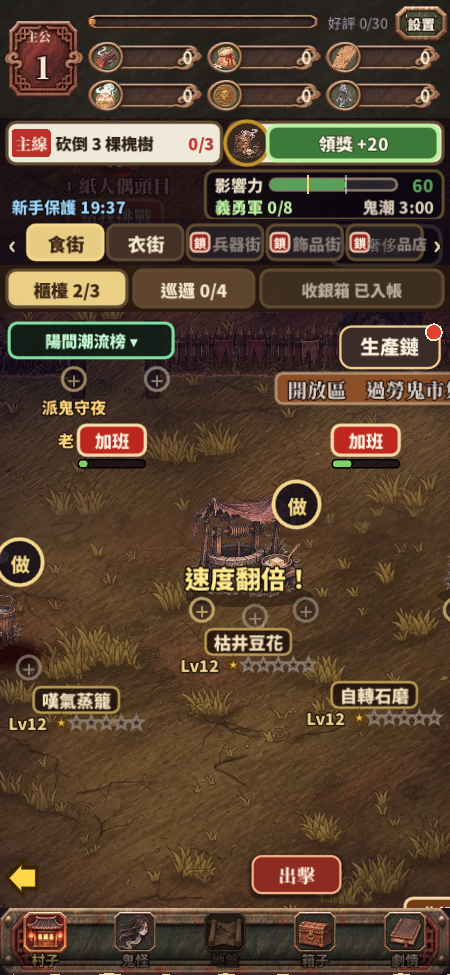 主公
1
好評 0/30
設置
0
0
0
0
0
0
主線 砍倒 3 棵槐樹 0/3
領獎 +20
紙人偶頭目
影響力 60
新手保護 19:37
義勇軍 0/8 鬼潮 3:00
食街
衣街
鎖 兵器街
鎖 飾品街
鎖 奢侈品店
櫃檯 2/3
巡邏 0/4
收銀箱 已入帳
陽間潮流榜 ▾
生產鏈
開放區 過勞鬼市集
派鬼守夜
老 加班
加班
做
做
速度翻倍！
枯井豆花
Lv12
嘆氣蒸籠
Lv12
自轉石磨
Lv12
出擊
村子
鬼怪
地盤
箱子
劇情